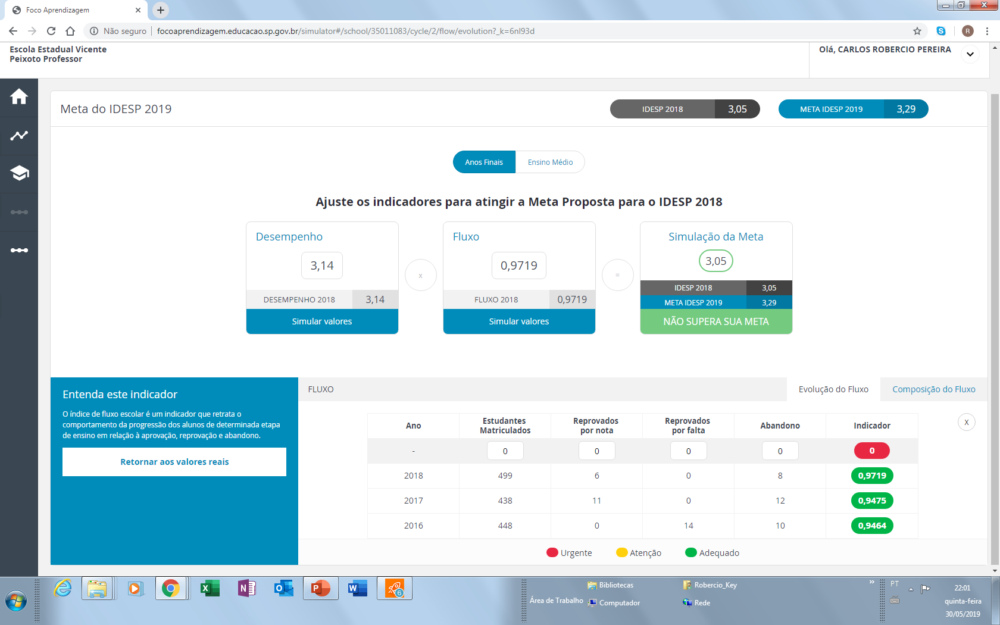 Foco Aprendizagem
Não seguro | focoaprendizagem.educacao.sp.gov.br/simulator#/school/35011083/cycle/2/flow/evolution?_k=6nl93d
R
Escola Estadual Vicente
Peixoto Professor
Olá, CARLOS ROBERCIO PEREIRA
Meta do IDESP 2019
IDESP 2018 3,05
META IDESP 2019 3,29
Anos Finais
Ensino Médio
Ajuste os indicadores para atingir a Meta Proposta para o IDESP 2018
Desempenho
3,14
DESEMPENHO 2018 3,14
Simular valores
x
Fluxo
0,9719
FLUXO 2018 0,9719
Simular valores
=
Simulação da Meta
3,05
IDESP 2018 3,05
META IDESP 2019 3,29
NÃO SUPERA SUA META
Entenda este indicador
O índice de fluxo escolar é um indicador que retrata o
comportamento da progressão dos alunos de determinada etapa
de ensino em relação à aprovação, reprovação e abandono.
Retornar aos valores reais
FLUXO
Evolução do Fluxo
Composição do Fluxo
X
Ano Estudantes Matriculados Reprovados por nota Reprovados por falta Abandono Indicador
- 0 0 0 0 0
2018 499 6 0 8 0,9719
2017 438 11 0 12 0,9475
2016 448 0 14 10 0,9464
Urgente Atenção Adequado
Área de Trabalho
Bibliotecas
Computador
Robercio_Key
Rede
»
PT
6
22:01
quinta-feira
30/05/2019